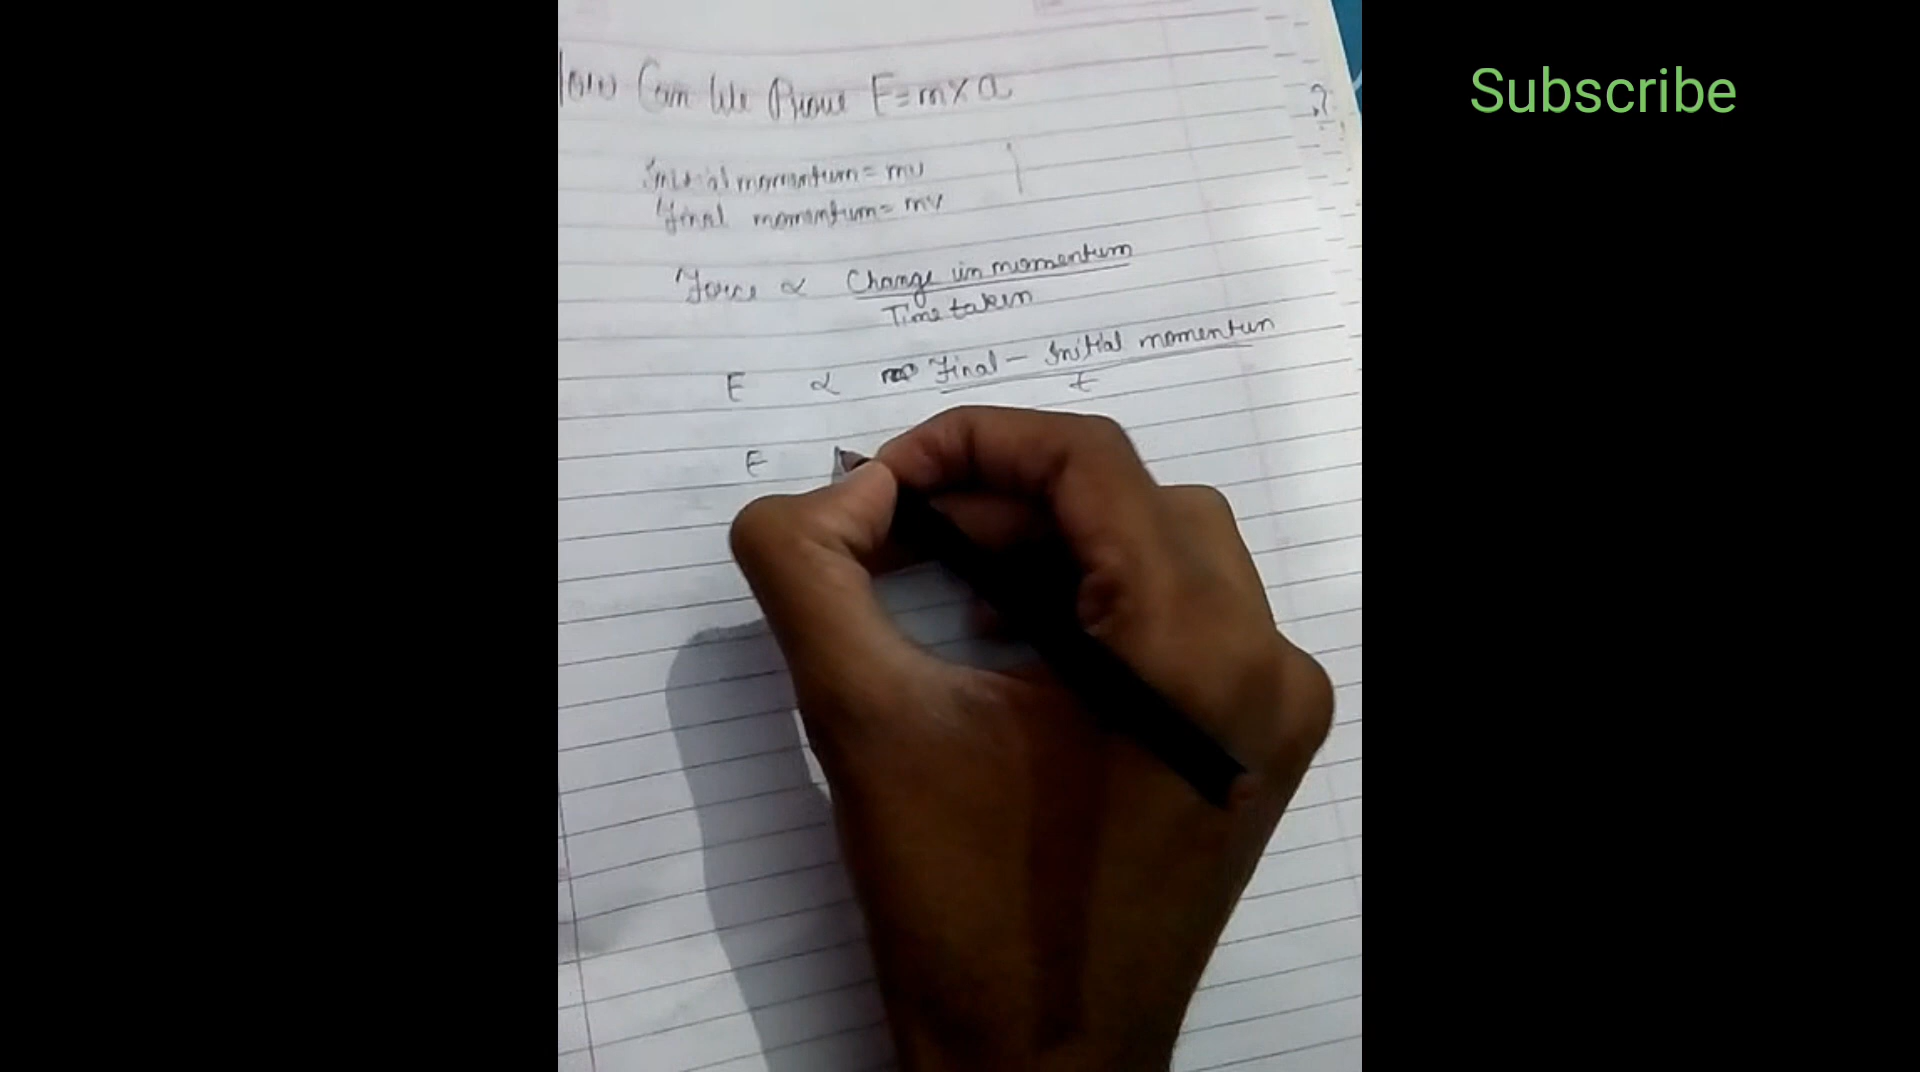 How Can We Prove F=m×a ?
Initial momentum = mu
Final momentum = mv
Force ∝ Change in momentum
Time taken
F ∝ Final - Initial momentun
t
F
Subscribe